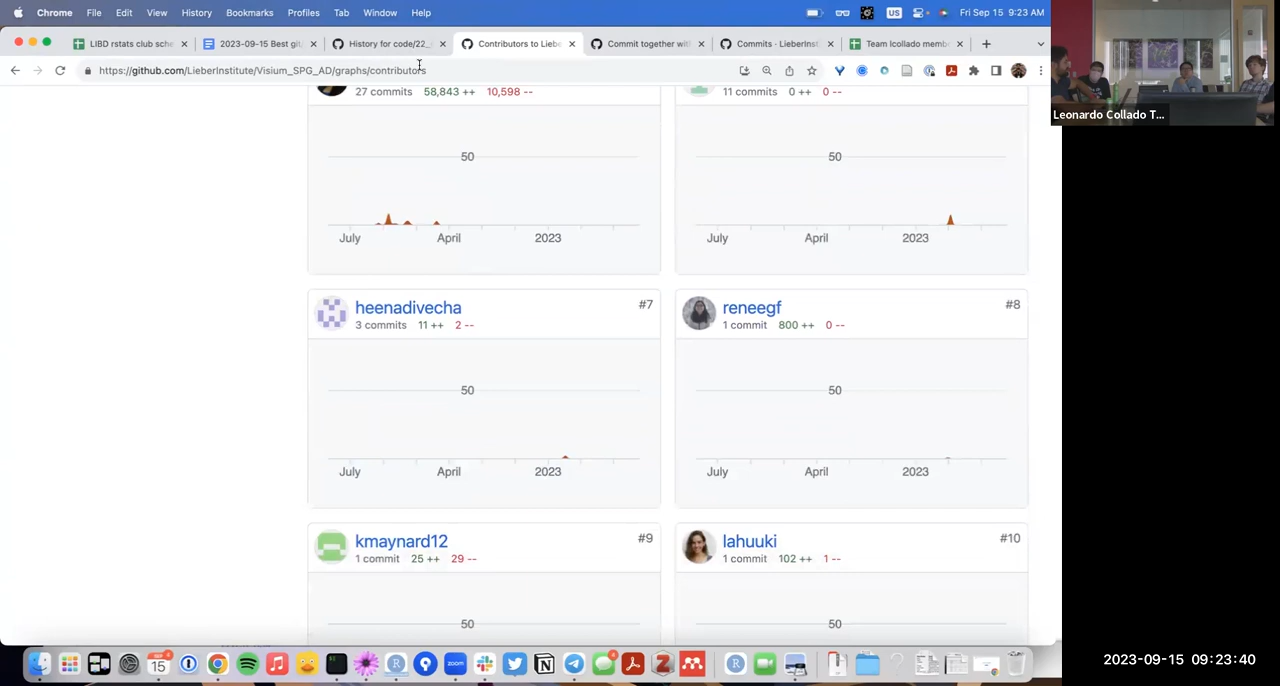 Chrome File Edit View History Bookmarks Profiles Tab Window Help US Fri Sep 15 9:23 AM
LIBD rstats club sche × 2023-09-15 Best git × History for code/22_ × Contributors to Liebe × Commit together wit × Commits · LieberInst × Team lcollado memb × +
https://github.com/LieberInstitute/Visium_SPG_AD/graphs/contributors
Leonardo Collado T...
27 commits 58,843 ++ 10,598 --
11 commits 0 ++ 0 --
50
50
July April 2023
July April 2023
heenadivecha #7
3 commits 11 ++ 2 --
reneegf #8
1 commit 800 ++ 0 --
50
50
July April 2023
July April 2023
kmaynard12 #9
1 commit 25 ++ 29 --
lahuuki #10
1 commit 102 ++ 1 --
50
50
15
zoom
2023-09-15 09:23:40